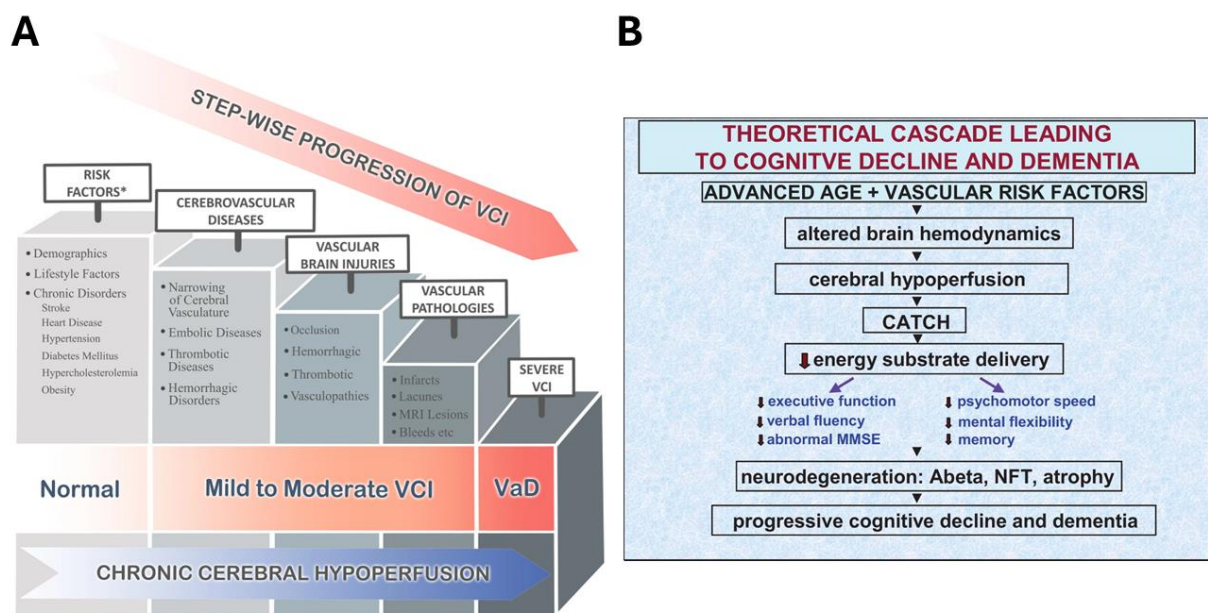 A
STEP-WISE PROGRESSION OF VCI
RISK
FACTORS*
• Demographics
• Lifestyle Factors
• Chronic Disorders
Stroke
Heart Disease
Hypertension
Diabetes Mellitus
Hypercholesterolemia
Obesity
CEREBROVASCULAR
DISEASES
• Narrowing
of Cerebral
Vasculature
• Embolic Diseases
• Thrombotic
Diseases
• Hemorrhagic
Disorders
VASCULAR
BRAIN INJURIES
• Occlusion
• Hemorrhagic
• Thrombotic
• Vasculopathies
VASCULAR
PATHOLOGIES
• Infarcts
• Lacunes
• MRI Lesions
• Bleeds etc
SEVERE
VCI
Normal
Mild to Moderate VCI
VaD
CHRONIC CEREBRAL HYPOPERFUSION
B
THEORETICAL CASCADE LEADING
TO COGNITVE DECLINE AND DEMENTIA
ADVANCED AGE + VASCULAR RISK FACTORS
altered brain hemodynamics
cerebral hypoperfusion
CATCH
⬇energy substrate delivery
⬇executive function
⬇verbal fluency
⬇abnormal MMSE
⬇psychomotor speed
⬇mental flexibility
⬇memory
neurodegeneration: Abeta, NFT, atrophy
progressive cognitive decline and dementia